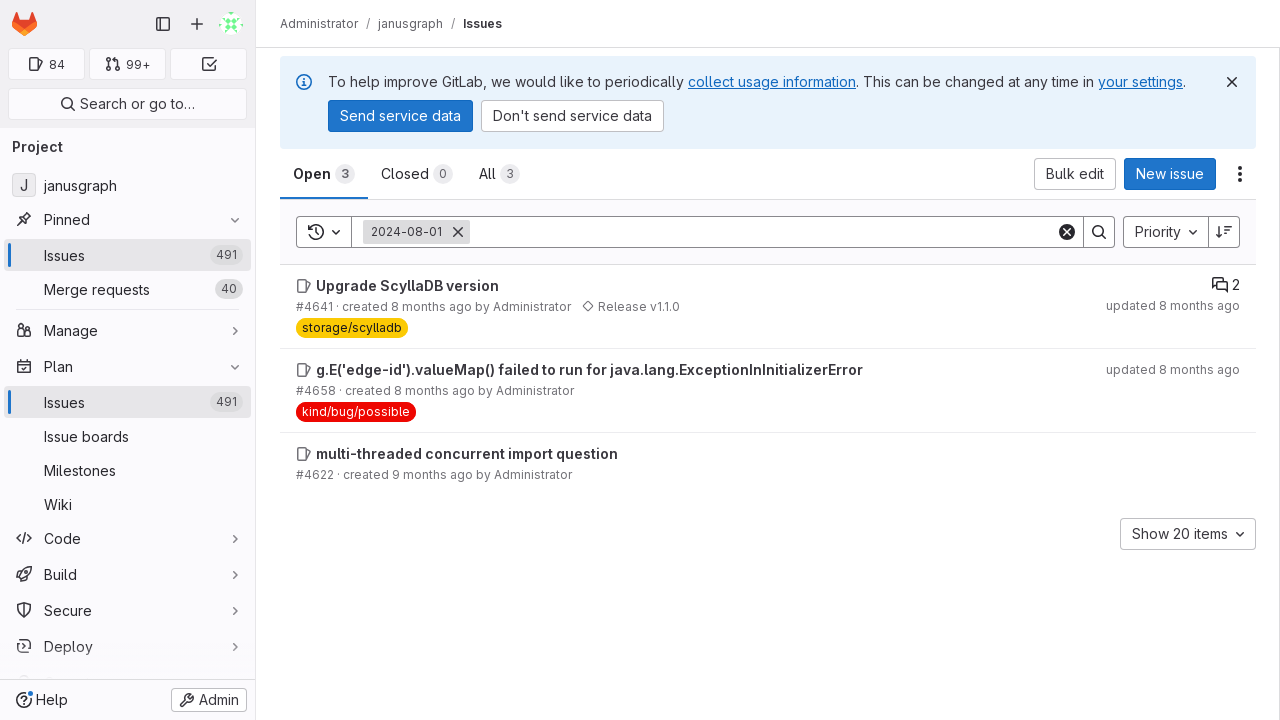 Administrator / janusgraph / Issues
84
99+
Search or go to…
Project
J janusgraph
Pinned
Issues 491
Merge requests 40
Manage
Plan
Issues 491
Issue boards
Milestones
Wiki
Code
Build
Secure
Deploy
Help
Admin
To help improve GitLab, we would like to periodically collect usage information. This can be changed at any time in your settings.
Send service data
Don't send service data
Open 3
Closed 0
All 3
Bulk edit
New issue
2024-08-01
Priority
Upgrade ScyllaDB version
2
#4641 · created 8 months ago by Administrator
Release v1.1.0
updated 8 months ago
storage/scylladb
g.E('edge-id').valueMap() failed to run for java.lang.ExceptionInInitializerError
updated 8 months ago
#4658 · created 8 months ago by Administrator
kind/bug/possible
multi-threaded concurrent import question
#4622 · created 9 months ago by Administrator
Show 20 items